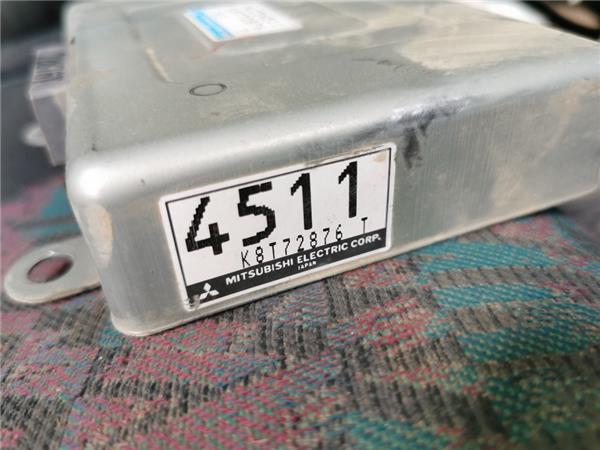 4511
K8T72876 T
MITSUBISHI ELECTRIC CORP.
JAPAN